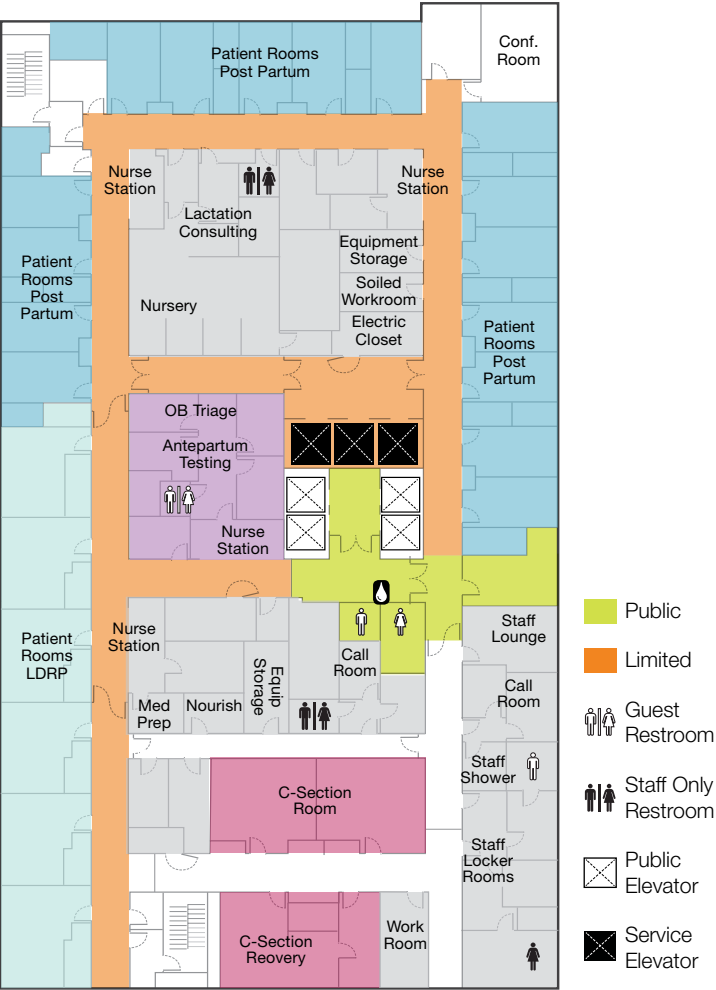 Conf.
Room
Patient Rooms
Post Partum
Nurse
Station
Nurse
Station
Lactation
Consulting
Equipment
Storage
Soiled
Workroom
Electric
Closet
Nursery
Patient
Rooms
Post
Partum
Patient
Rooms
Post
Partum
OB Triage
Antepartum
Testing
Nurse
Station
Patient
Rooms
LDRP
Nurse
Station
Equip
Storage
Call
Room
Med
Prep
Nourish
Staff
Lounge
Call
Room
Staff
Shower
C-Section
Room
Staff
Locker
Rooms
C-Section
Reovery
Work
Room
Public
Limited
Guest
Restroom
Staff Only
Restroom
Public
Elevator
Service
Elevator